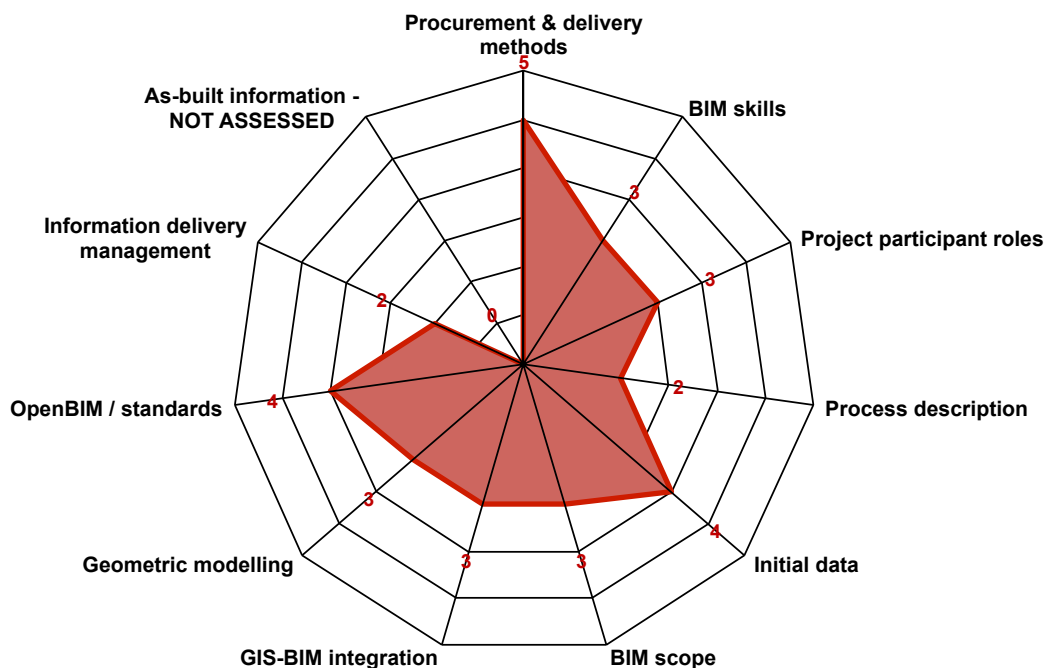 Procurement & delivery
methods
5
As-built information -
NOT ASSESSED
BIM skills
3
Information delivery
management
Project participant roles
3
2
0
OpenBIM / standards
4
2
Process description
3
4
Geometric modelling
Initial data
3
3
GIS-BIM integration
BIM scope